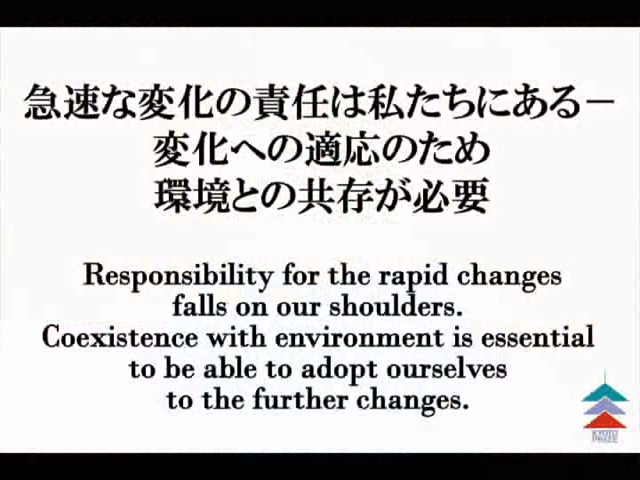 急速な変化の責任は私たちにある－
変化への適応のため
環境との共存が必要
Responsibility for the rapid changes
falls on our shoulders.
Coexistence with environment is essential
to be able to adopt ourselves
to the further changes.
KYOTO
PRIZE